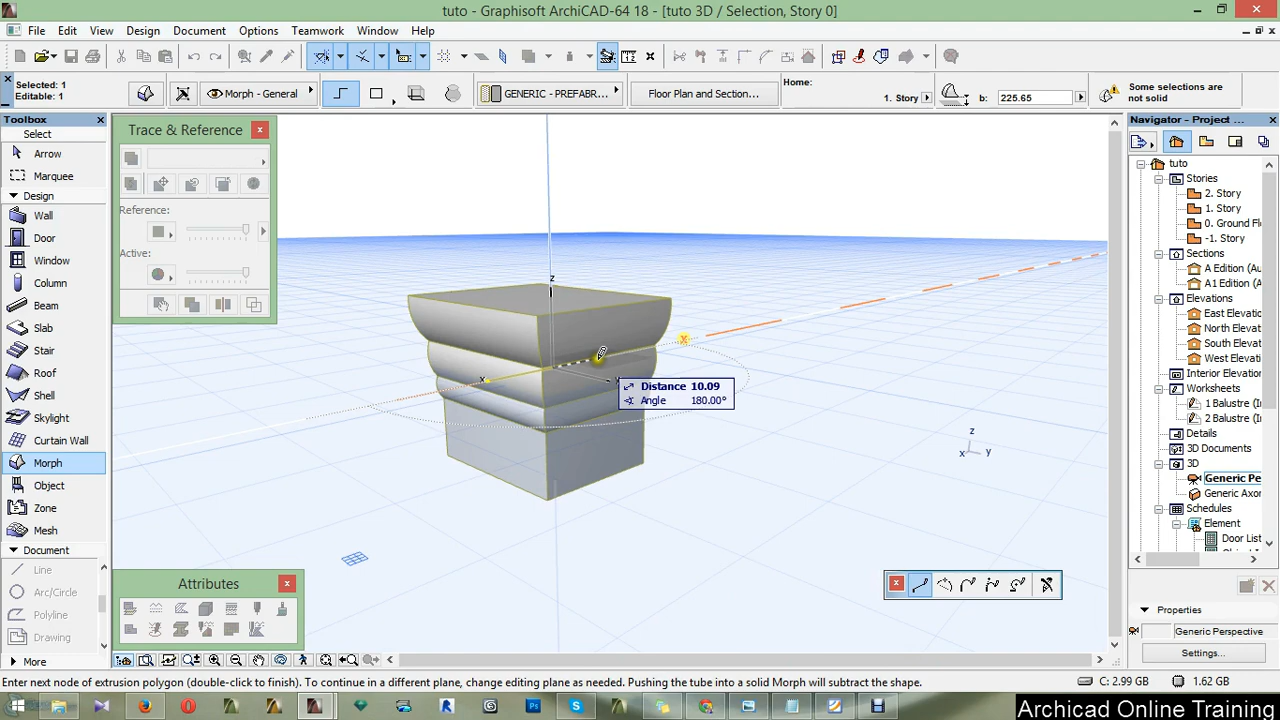 tuto - Graphisoft ArchiCAD-64 18 - [tuto 3D / Selection, Story 0]
File Edit View Design Document Options Teamwork Window Help
Selected: 1
Editable: 1
Morph - General
GENERIC - PREFABR...
Floor Plan and Section...
Home:
1. Story
b: 225.65
Some selections are
not solid
Toolbox
Select
Arrow
Marquee
Design
Wall
Door
Window
Column
Beam
Slab
Stair
Roof
Shell
Skylight
Curtain Wall
Morph
Object
Zone
Mesh
Document
Line
Arc/Circle
Polyline
Drawing
More
Trace & Reference
Reference:
Active:
z
x
x
y
Distance 10.09
Angle 180.00°
z
x y
Attributes
Navigator - Project ...
tuto
Stories
2. Story
1. Story
0. Ground Fl
-1. Story
Sections
A Edition (Au
A1 Edition (A
Elevations
East Elevatio
North Elevat
South Elevat
West Elevati
Interior Elevatio
Worksheets
1 Balustre (I
2 Balustre (I
Details
3D Documents
3D
Generic Pe
Generic Axo
Schedules
Element
Door List
Properties
Generic Perspective
Settings...
Enter next node of extrusion polygon (double-click to finish). To continue in a different plane, change editing plane as needed. Pushing the tube into a solid Morph will subtract the shape.
C: 2.99 GB
1.62 GB
Archicad Online Training